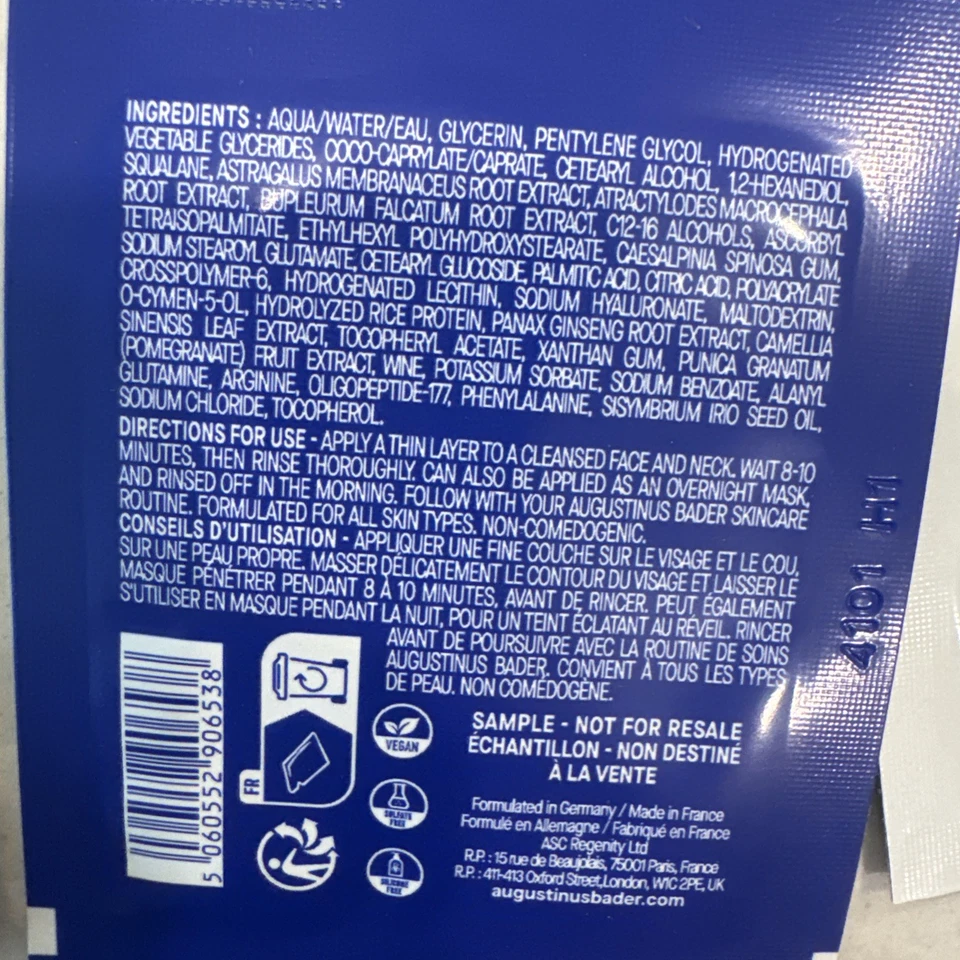 INGREDIENTS : AQUA/WATER/EAU, GLYCERIN, PENTYLENE GLYCOL, HYDROGENATED
VEGETABLE GLYCERIDES, COCO-CAPRYLATE/CAPRATE, CETEARYL ALCOHOL, 1,2-HEXANEDIOL,
SQUALANE, ASTRAGALUS MEMBRANACEUS ROOT EXTRACT, ATRACTYLODES MACROCEPHALA
ROOT EXTRACT, BUPLEURUM FALCATUM ROOT EXTRACT, C12-16 ALCOHOLS, ASCORBYL
TETRAISOPALMITATE, ETHYLHEXYL POLYHYDROXYSTEARATE, CAESALPINIA SPINOSA GUM,
SODIUM STEAROYL GLUTAMATE, CETEARYL GLUCOSIDE, PALMITIC ACID, CITRIC ACID, POLYACRYLATE
CROSSPOLYMER-6, HYDROGENATED LECITHIN, SODIUM HYALURONATE, MALTODEXTRIN,
O-CYMEN-5-OL, HYDROLYZED RICE PROTEIN, PANAX GINSENG ROOT EXTRACT, CAMELLIA
SINENSIS LEAF EXTRACT, TOCOPHERYL ACETATE, XANTHAN GUM, PUNICA GRANATUM
(POMEGRANATE) FRUIT EXTRACT, WINE, POTASSIUM SORBATE, SODIUM BENZOATE, ALANYL
GLUTAMINE, ARGININE, OLIGOPEPTIDE-177, PHENYLALANINE, SISYMBRIUM IRIO SEED OIL,
SODIUM CHLORIDE, TOCOPHEROL.
DIRECTIONS FOR USE - APPLY A THIN LAYER TO A CLEANSED FACE AND NECK. WAIT 8-10
MINUTES, THEN RINSE THOROUGHLY. CAN ALSO BE APPLIED AS AN OVERNIGHT MASK,
AND RINSED OFF IN THE MORNING. FOLLOW WITH YOUR AUGUSTINUS BADER SKINCARE
ROUTINE. FORMULATED FOR ALL SKIN TYPES. NON-COMEDOGENIC.
CONSEILS D'UTILISATION - APPLIQUER UNE FINE COUCHE SUR LE VISAGE ET LE COU,
SUR UNE PEAU PROPRE. MASSER DÉLICATEMENT LE CONTOUR DU VISAGE ET LAISSER LE
MASQUE PÉNÉTRER PENDANT 8 À 10 MINUTES, AVANT DE RINCER. PEUT ÉGALEMENT
S'UTILISER EN MASQUE PENDANT LA NUIT, POUR UN TEINT ÉCLATANT AU RÉVEIL. RINCER
AVANT DE POURSUIVRE AVEC LA ROUTINE DE SOINS
AUGUSTINUS BADER. CONVIENT À TOUS LES TYPES
DE PEAU. NON COMÉDOGÈNE.
4101 H1
5 060552 906538
FR
VEGAN
SULFATE
FREE
SILICONE
FREE
SAMPLE - NOT FOR RESALE
ÉCHANTILLON - NON DESTINÉ
À LA VENTE
Formulated in Germany / Made in France
Formulé en Allemagne / Fabriqué en France
ASC Regenity Ltd
R.P. : 15 rue de Beaujolais, 75001 Paris, France
R.P. : 411-413 Oxford Street, London, W1C 2PE, UK
augustinusbader.com